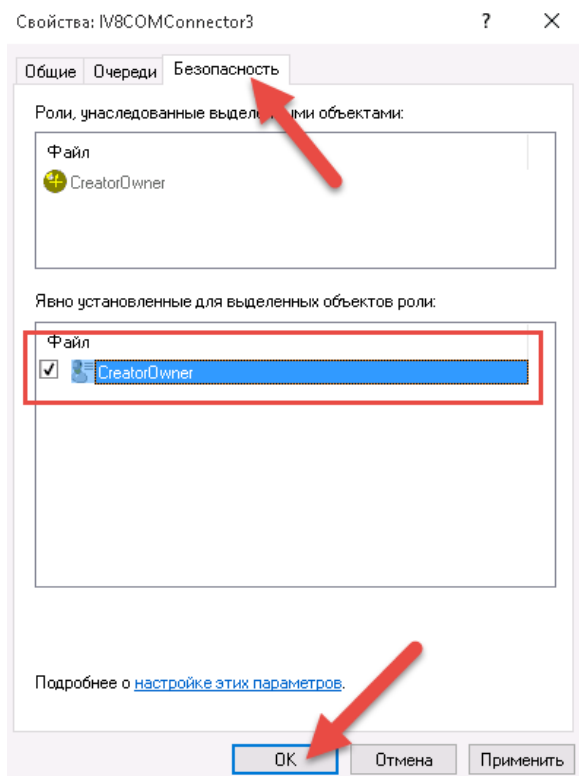 Свойства: IV8COMConnector3 ?
Общие Очереди Безопасность
Роли, унаследованные выделенными объектами:
Файл
CreatorOwner
Явно установленные для выделенных объектов роли:
Файл
CreatorOwner
Подробнее о настройке этих параметров.
OK Отмена Применить